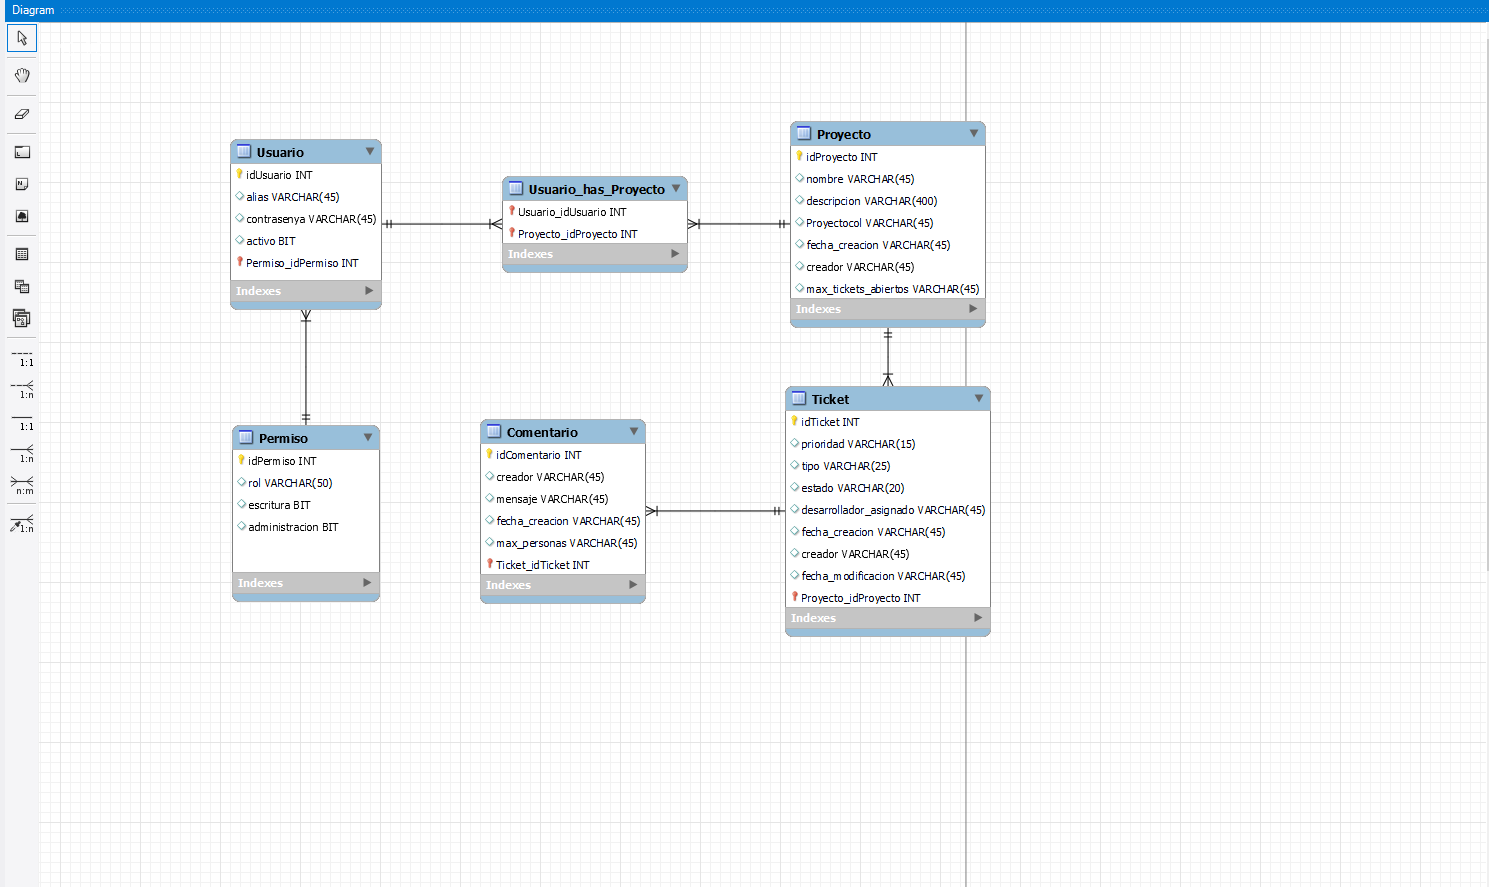 Diagram
Usuario
idUsuario INT
alias VARCHAR(45)
contrasenya VARCHAR(45)
activo BIT
Permiso_idPermiso INT
Indexes
Usuario_has_Proyecto
Usuario_idUsuario INT
Proyecto_idProyecto INT
Indexes
Proyecto
idProyecto INT
nombre VARCHAR(45)
descripcion VARCHAR(400)
Proyectocol VARCHAR(45)
fecha_creacion VARCHAR(45)
creador VARCHAR(45)
max_tickets_abiertos VARCHAR(45)
Indexes
Permiso
idPermiso INT
rol VARCHAR(50)
escritura BIT
administracion BIT
Indexes
Comentario
idComentario INT
creador VARCHAR(45)
mensaje VARCHAR(45)
fecha_creacion VARCHAR(45)
max_personas VARCHAR(45)
Ticket_idTicket INT
Indexes
Ticket
idTicket INT
prioridad VARCHAR(15)
tipo VARCHAR(25)
estado VARCHAR(20)
desarrollador_asignado VARCHAR(45)
fecha_creacion VARCHAR(45)
creador VARCHAR(45)
fecha_modificacion VARCHAR(45)
Proyecto_idProyecto INT
Indexes
1:1
1:n
1:1
1:n
n:m
1:n